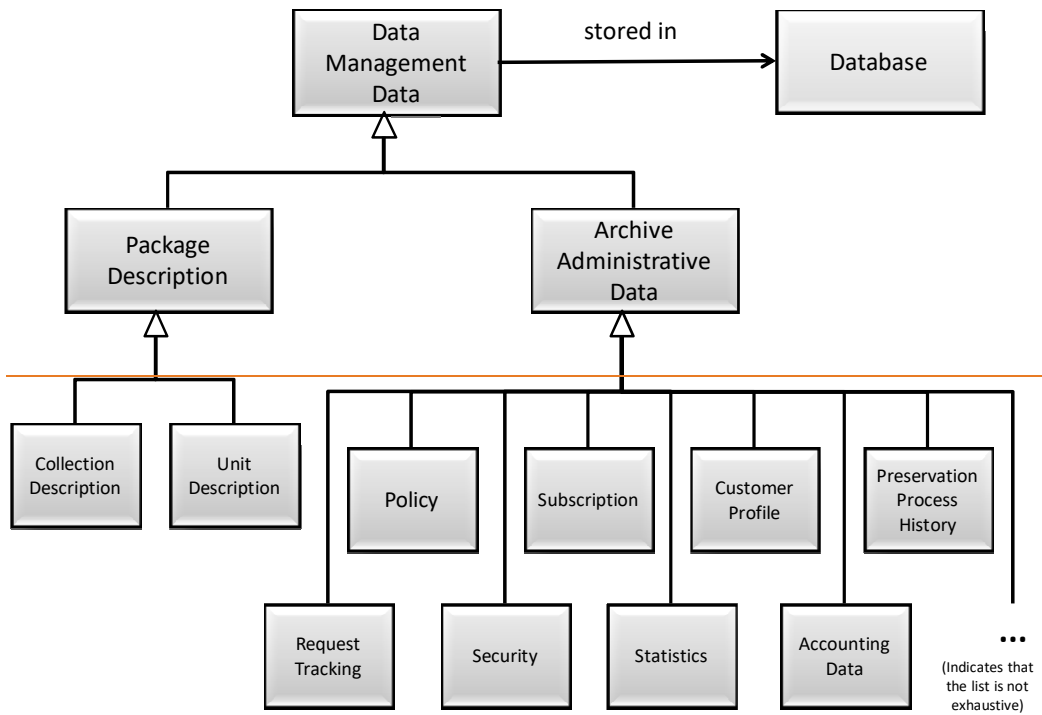 Data
Management
Data
stored in
Database
Package
Description
Archive
Administrative
Data
Collection
Description
Unit
Description
Policy
Subscription
Customer
Profile
Preservation
Process
History
Request
Tracking
Security
Statistics
Accounting
Data
...
(Indicates that
the list is not
exhaustive)